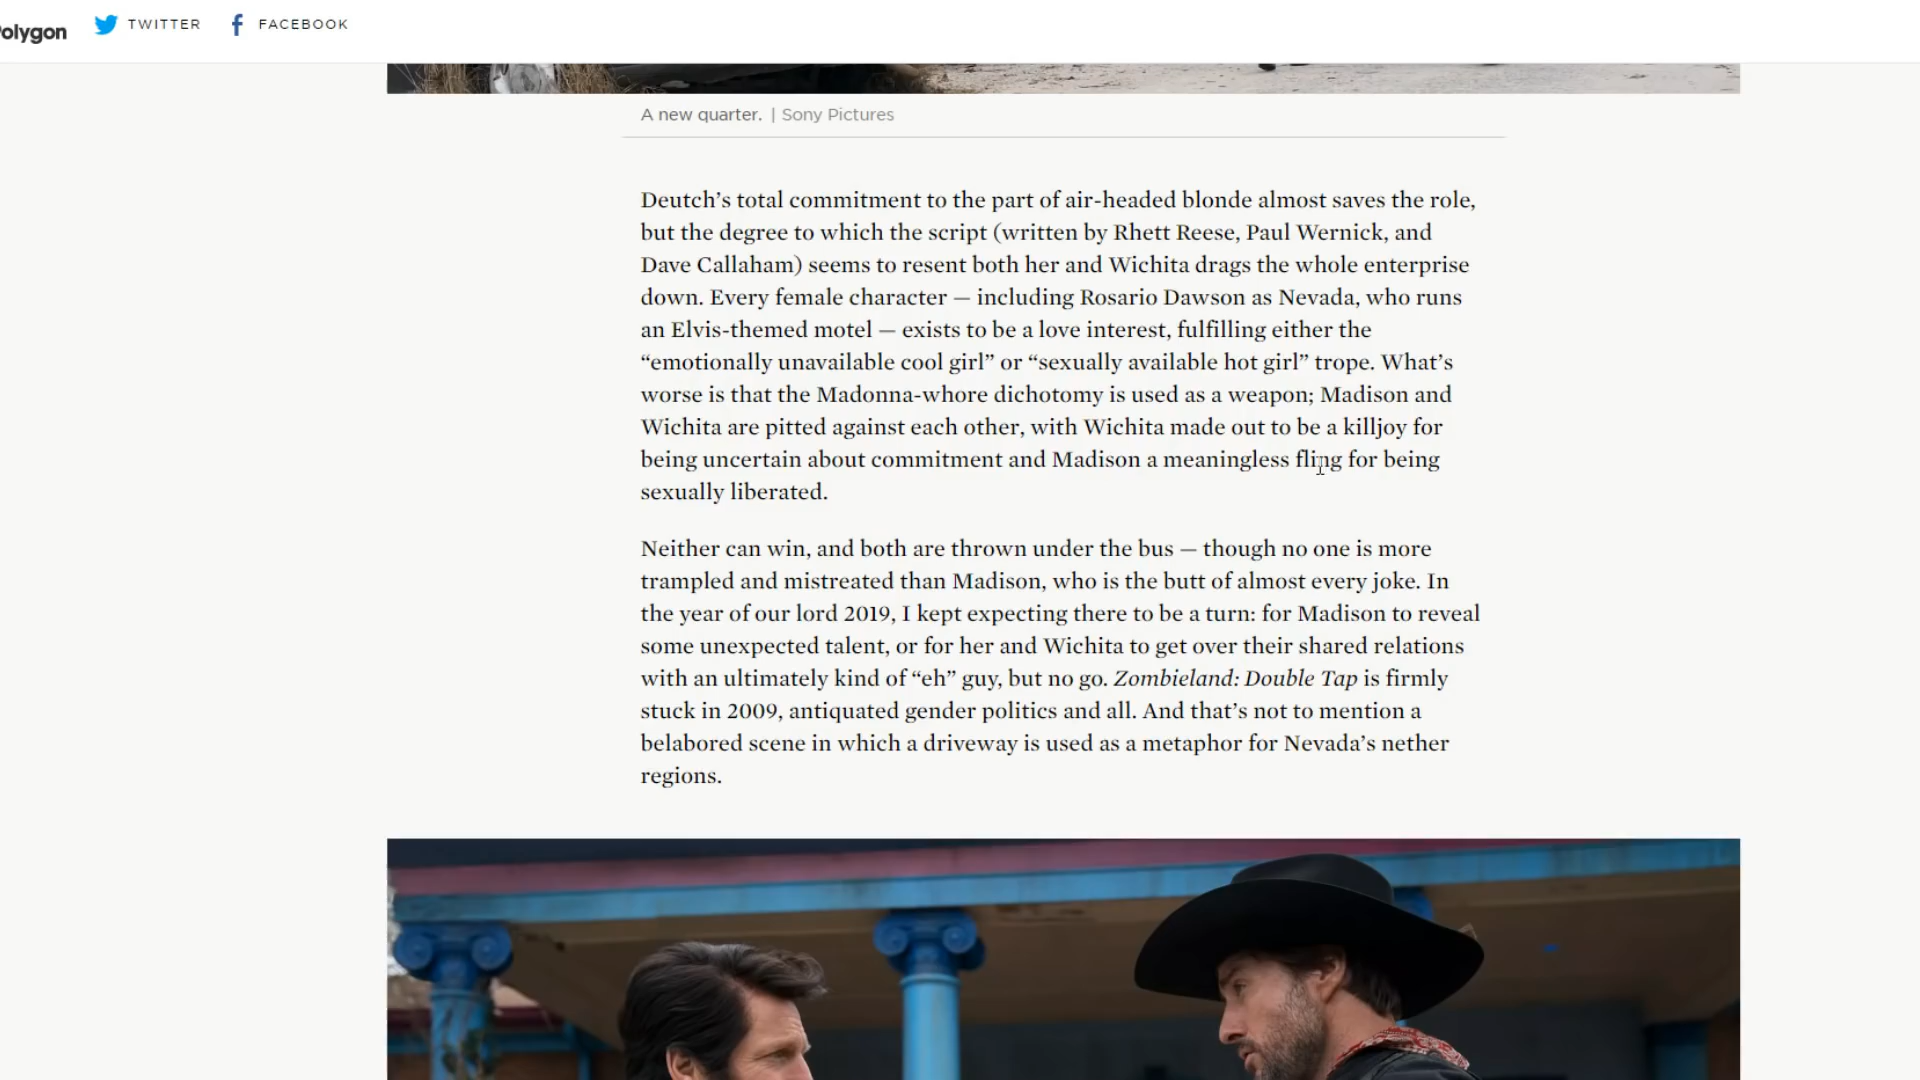 Polygon
TWITTER
FACEBOOK
A new quarter. | Sony Pictures
Deutch’s total commitment to the part of air-headed blonde almost saves the role,
but the degree to which the script (written by Rhett Reese, Paul Wernick, and
Dave Callaham) seems to resent both her and Wichita drags the whole enterprise
down. Every female character — including Rosario Dawson as Nevada, who runs
an Elvis-themed motel — exists to be a love interest, fulfilling either the
“emotionally unavailable cool girl” or “sexually available hot girl” trope. What’s
worse is that the Madonna-whore dichotomy is used as a weapon; Madison and
Wichita are pitted against each other, with Wichita made out to be a killjoy for
being uncertain about commitment and Madison a meaningless fling for being
sexually liberated.
Neither can win, and both are thrown under the bus — though no one is more
trampled and mistreated than Madison, who is the butt of almost every joke. In
the year of our lord 2019, I kept expecting there to be a turn: for Madison to reveal
some unexpected talent, or for her and Wichita to get over their shared relations
with an ultimately kind of “eh” guy, but no go. Zombieland: Double Tap is firmly
stuck in 2009, antiquated gender politics and all. And that’s not to mention a
belabored scene in which a driveway is used as a metaphor for Nevada’s nether
regions.